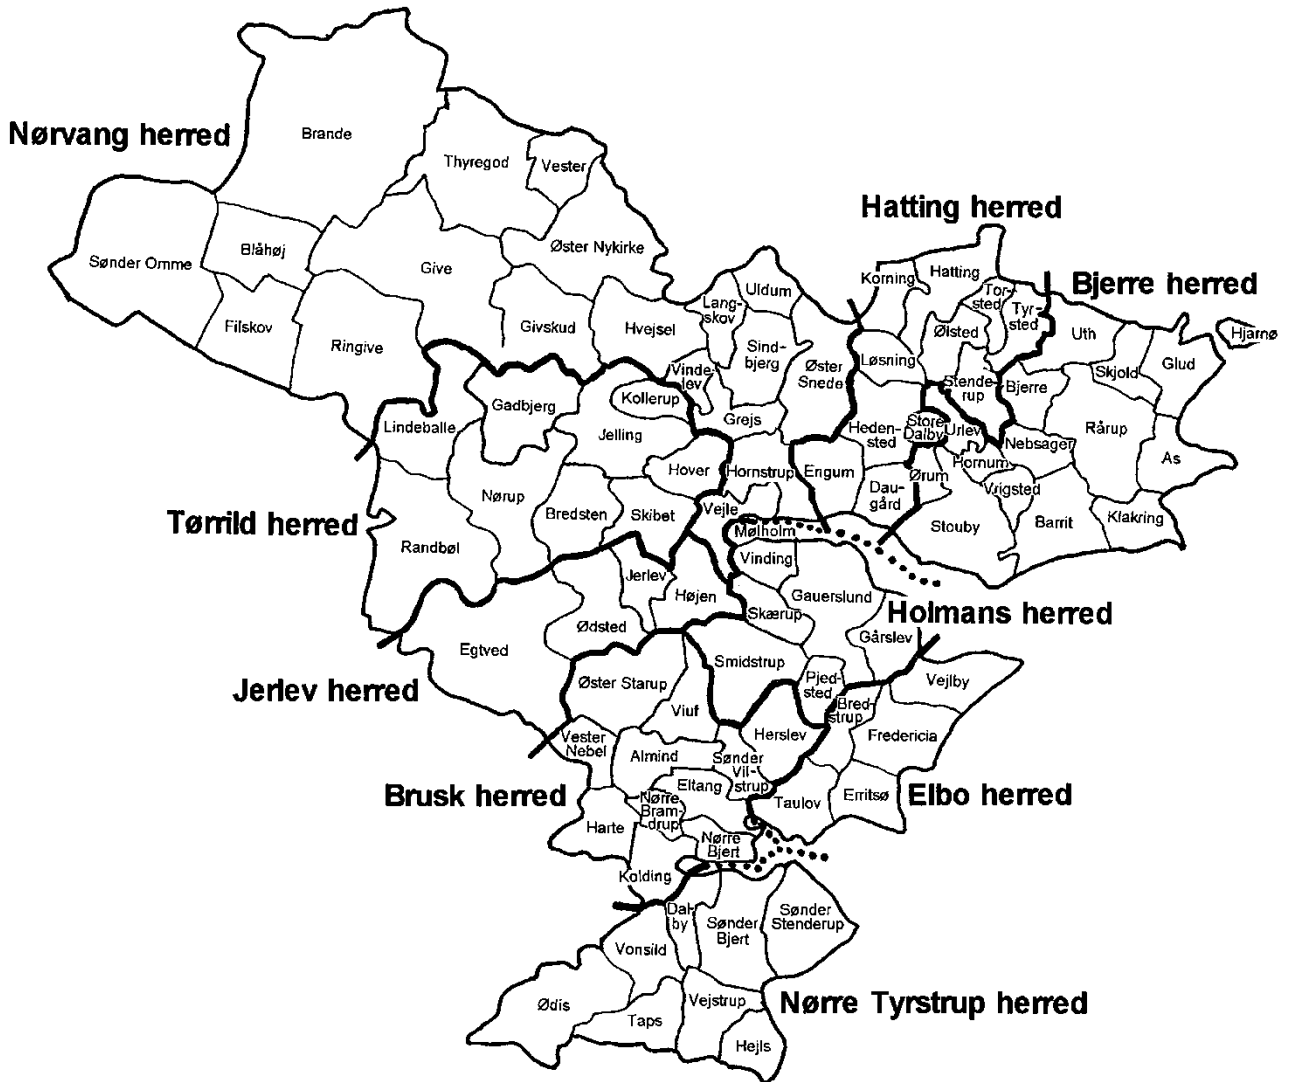 Nørvang herred
Brande
Thyregod
Vester
Hatting herred
Sønder Omme
Blåhøj
Give
Øster Nykirke
Filskov
Ringive
Givskud
Hvejsel
Lang-
skov
Uldum
Sind-
bjerg
Øster
Snede
Vinde-
lev
Grejs
Korning
Hatting
Tor-
sted
Tyr-
sted
Bjerre herred
Ølsted
Løsning
Uth
Hjarnø
Glud
Skjold
Stende-
rup
Bjerre
Heden-
sted
Store
Dalby
Urlev
Rårup
Nebsager
As
Hornum
Ørum
Vrigsted
Engum
Dau-
gård
Stouby
Barrit
Klakring
Lindeballe
Gadbjerg
Kollerup
Jelling
Hover
Hornstrup
Nørup
Tørrild herred
Bredsten
Skibet
Vejle
Randbøl
Mølholm
Vinding
Jerlev
Højen
Gauerslund
Holmans herred
Skærup
Ødsted
Gårslev
Egtved
Smidstrup
Pjed-
sted
Jerlev herred
Øster Starup
Vejlby
Bred-
strup
Viuf
Herslev
Fredericia
Vester
Nebel
Almind
Sønder
Vil-
strup
Eltang
Brusk herred
Taulov
Erritsø
Elbo herred
Nørre
Bram-
drup
Harte
Nørre
Bjert
Kolding
Dal-
by
Sønder
Bjert
Sønder
Stenderup
Vonsild
Ødis
Vejstrup
Nørre Tyrstrup herred
Taps
Hejls